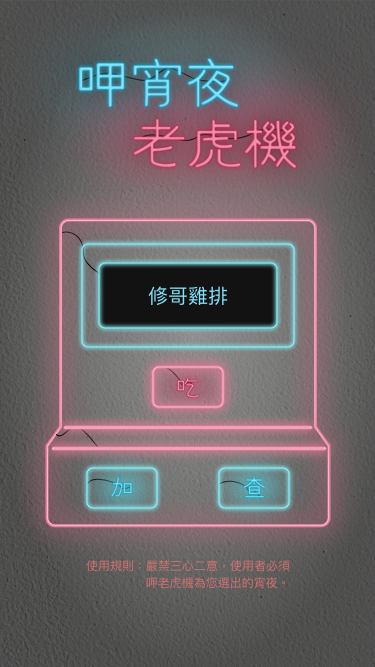 呷宵夜
老虎機
修哥雞排
吃
加
查
使用規則：嚴禁三心二意，使用者必須
呷老虎機為您選出的宵夜。